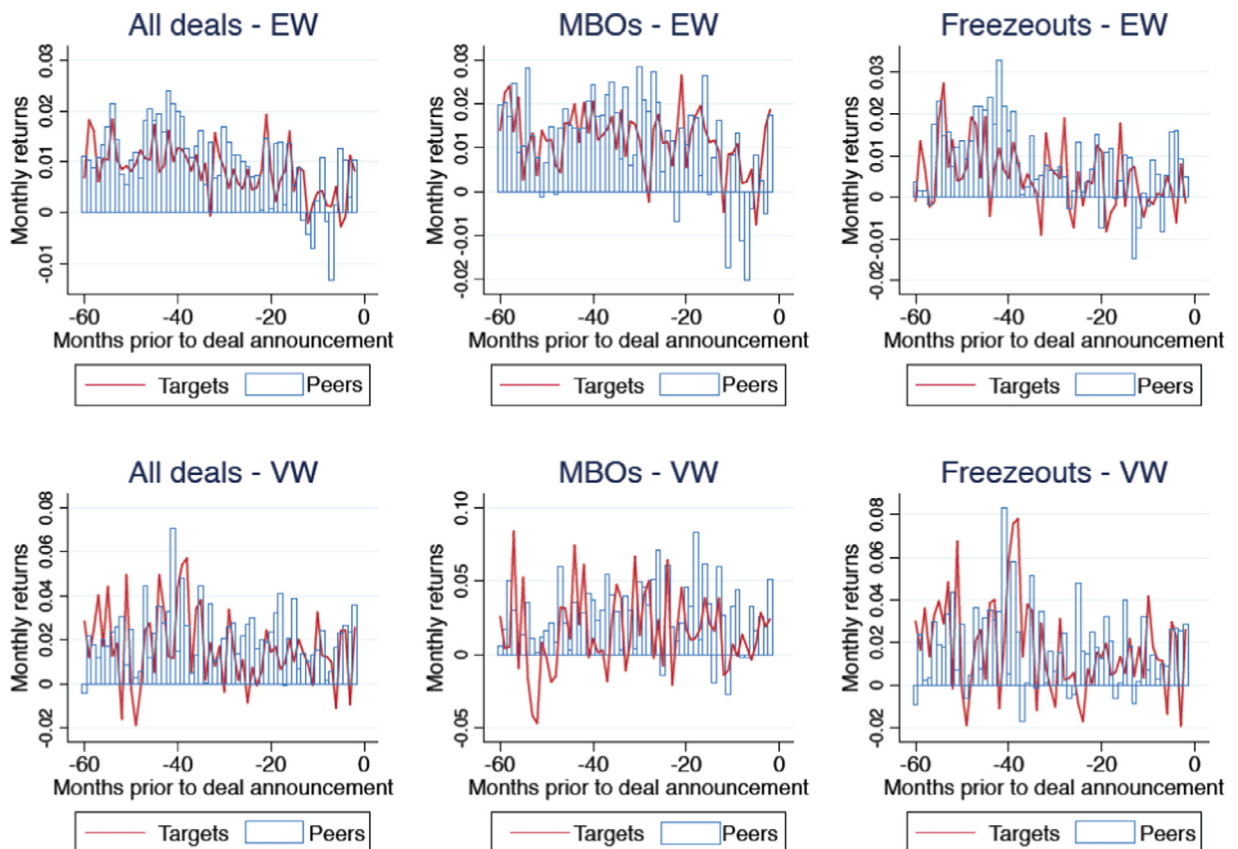 All deals - EW
Monthly returns
0.03
0.02
0.01
0
-0.01
-60
-40
-20
0
Months prior to deal announcement
Targets
Peers
MBOs - EW
Monthly returns
0.03
0.02
0.01
0
-0.01
-0.02
-60
-40
-20
0
Months prior to deal announcement
Targets
Peers
Freezeouts - EW
Monthly returns
0.03
0.02
0.01
0
-0.01
-0.02
-60
-40
-20
0
Months prior to deal announcement
Targets
Peers
All deals - VW
Monthly returns
0.08
0.06
0.04
0.02
0
0.02
-60
-40
-20
0
Months prior to deal announcement
Targets
Peers
MBOs - VW
Monthly returns
0.10
0.05
0
0.05
-60
-40
-20
0
Months prior to deal announcement
Targets
Peers
Freezeouts - VW
Monthly returns
0.08
0.06
0.04
0.02
0
0.02
-60
-40
-20
0
Months prior to deal announcement
Targets
Peers